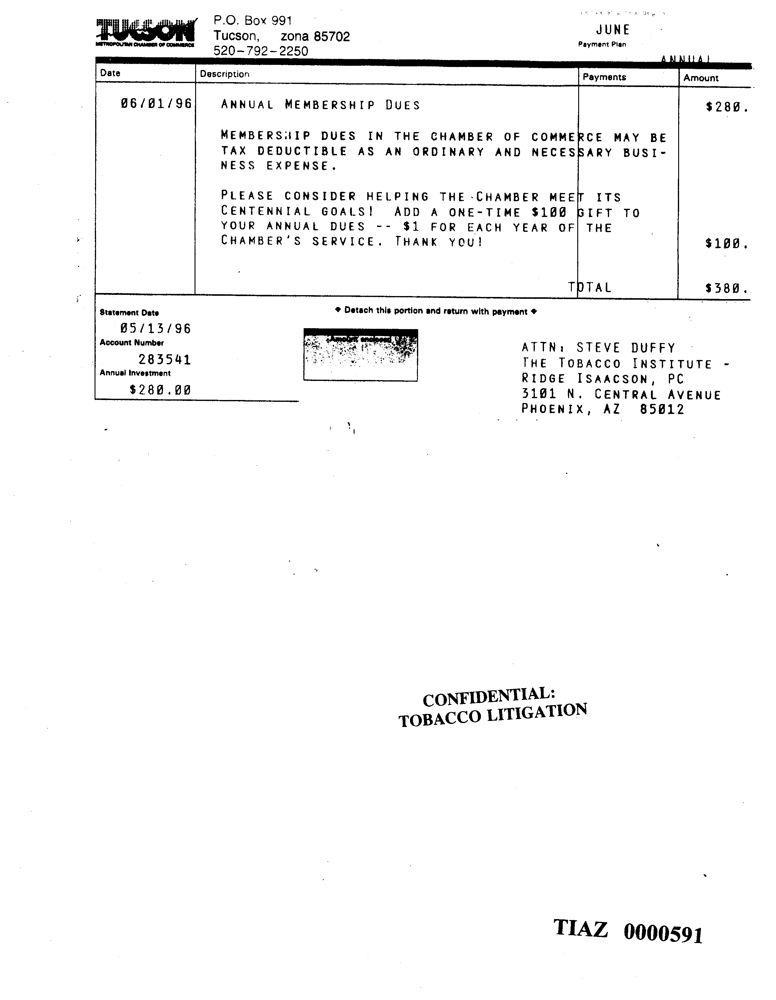 TUCSON
METROPOLITAN CHAMBER OF COMMERCE
P.O. Box 991
Tucson, zona 85702
520-792-2250
JUNE
Payment Plan
ANNUAL
Date Description Payments Amount
06/01/96 ANNUAL MEMBERSHIP DUES $280.
MEMBERSHIP DUES IN THE CHAMBER OF COMMERCE MAY BE
TAX DEDUCTIBLE AS AN ORDINARY AND NECESSARY BUSI-
NESS EXPENSE.
PLEASE CONSIDER HELPING THE CHAMBER MEET ITS
CENTENNIAL GOALS! ADD A ONE-TIME $100 GIFT TO
YOUR ANNUAL DUES -- $1 FOR EACH YEAR OF THE
CHAMBER'S SERVICE. THANK YOU! $100.
TOTAL $380.
Statement Date
05/13/96
Account Number
283541
Annual Investment
$280.00
♦ Detach this portion and return with payment ♦
Amount enclosed
ATTN: STEVE DUFFY
THE TOBACCO INSTITUTE -
RIDGE ISAACSON, PC
3101 N. CENTRAL AVENUE
PHOENIX, AZ 85012
CONFIDENTIAL:
TOBACCO LITIGATION
TIAZ 0000591